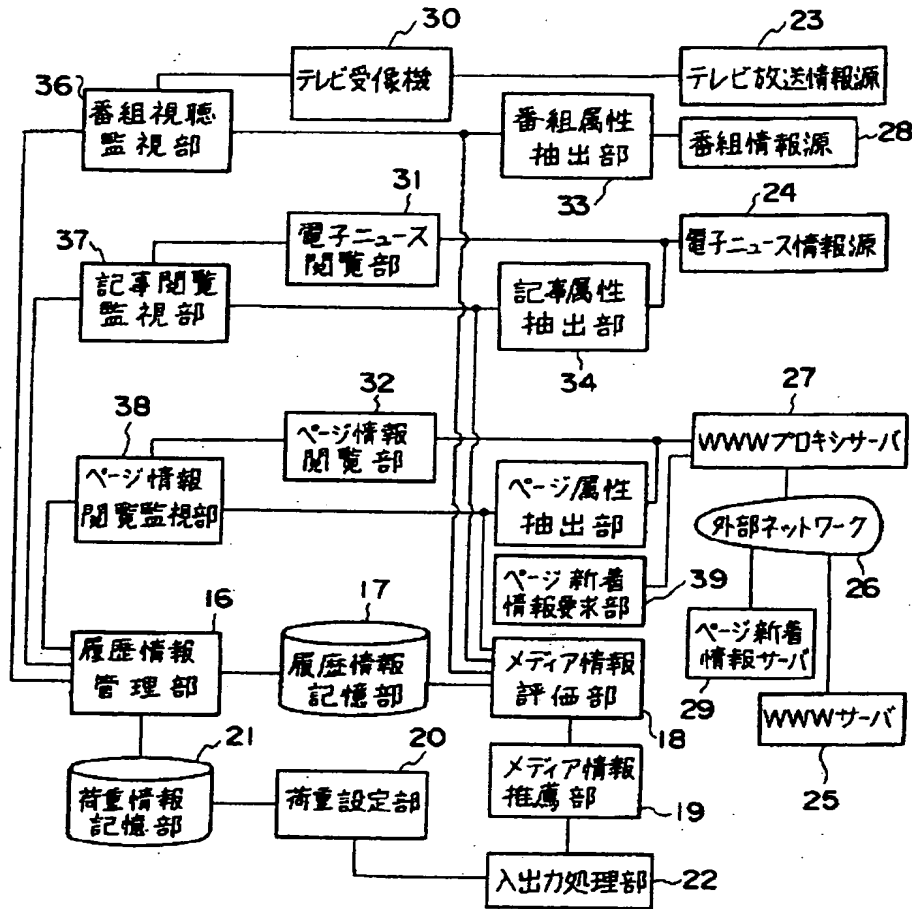 30
23
テレビ受像機
テレビ放送情報源
36
番組視聴
監視部
番組属性
抽出部
33
番組情報源
28
31
電子ニュース
閲覧部
24
電子ニュース情報源
37
記事閲覧
監視部
記事属性
抽出部
34
32
ページ情報
閲覧部
27
WWWプロキシサーバ
38
ページ情報
閲覧監視部
ページ属性
抽出部
外部ネットワーク
26
ページ新着
情報要求部
39
ページ新着
情報サーバ
29
WWWサーバ
25
16
履歴情報
管理部
17
履歴情報
記憶部
メディア情報
評価部
18
21
荷重情報
記憶部
20
荷重設定部
メディア情報
推薦部
19
入出力処理部
22